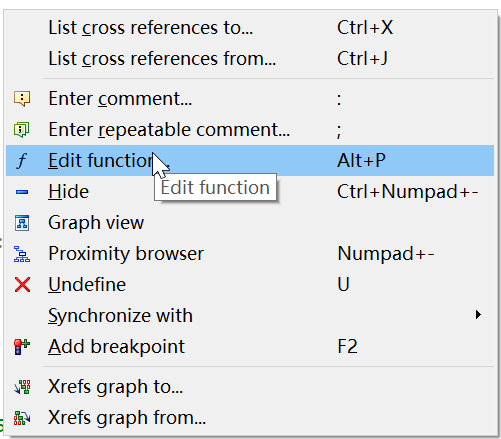 List cross references to... Ctrl+X
List cross references from... Ctrl+J
Enter comment... :
Enter repeatable comment... ;
Edit function... Alt+P
Edit function
Hide Ctrl+Numpad+-
Graph view
Proximity browser Numpad+-
Undefine U
Synchronize with
Add breakpoint F2
Xrefs graph to...
Xrefs graph from...